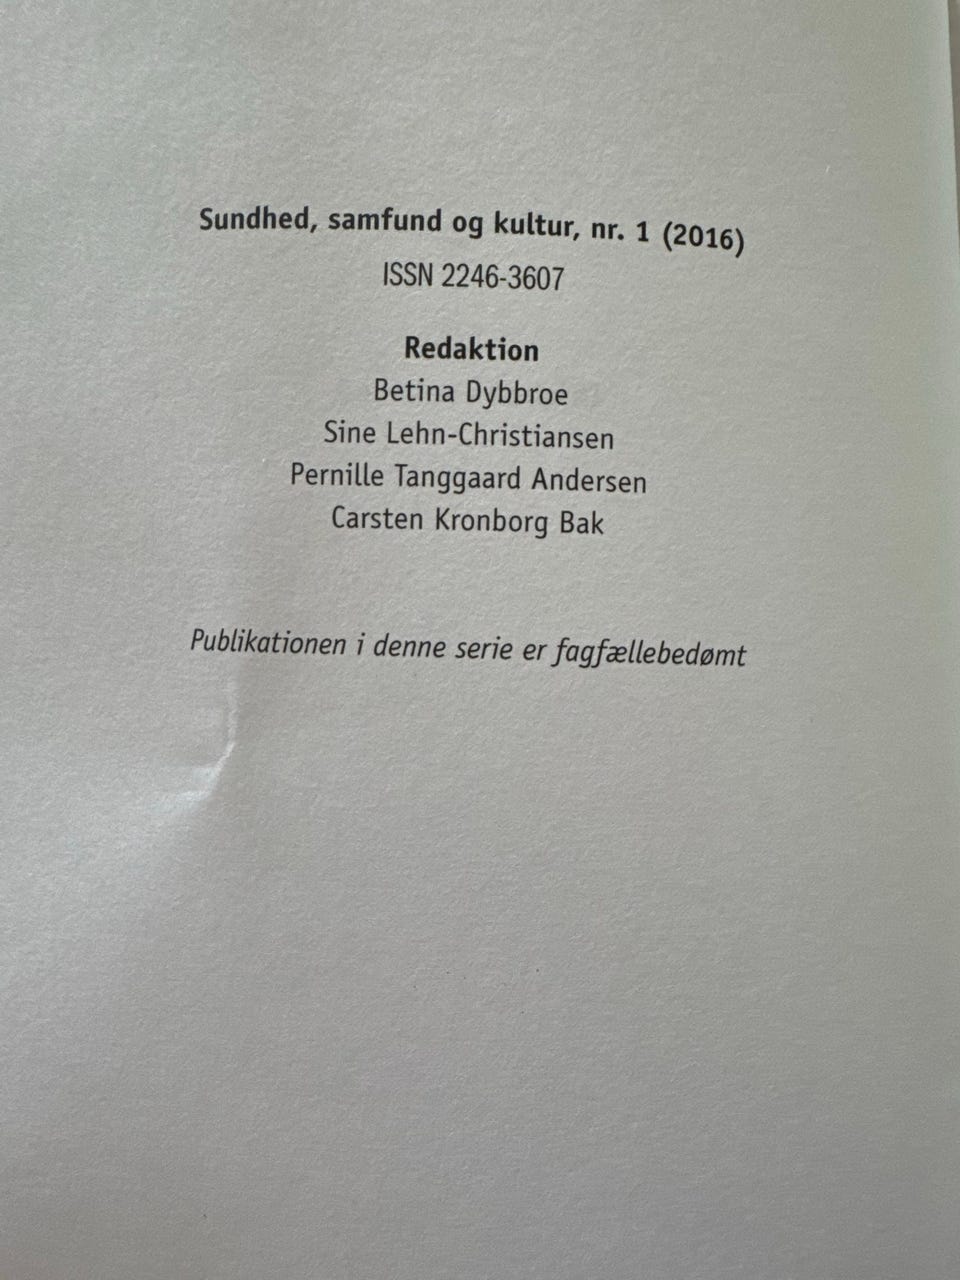 Sundhed, samfund og kultur, nr. 1 (2016)
ISSN 2246-3607
Redaktion
Betina Dybbroe
Sine Lehn-Christiansen
Pernille Tanggaard Andersen
Carsten Kronborg Bak
Publikationen i denne serie er fagfællebedømt